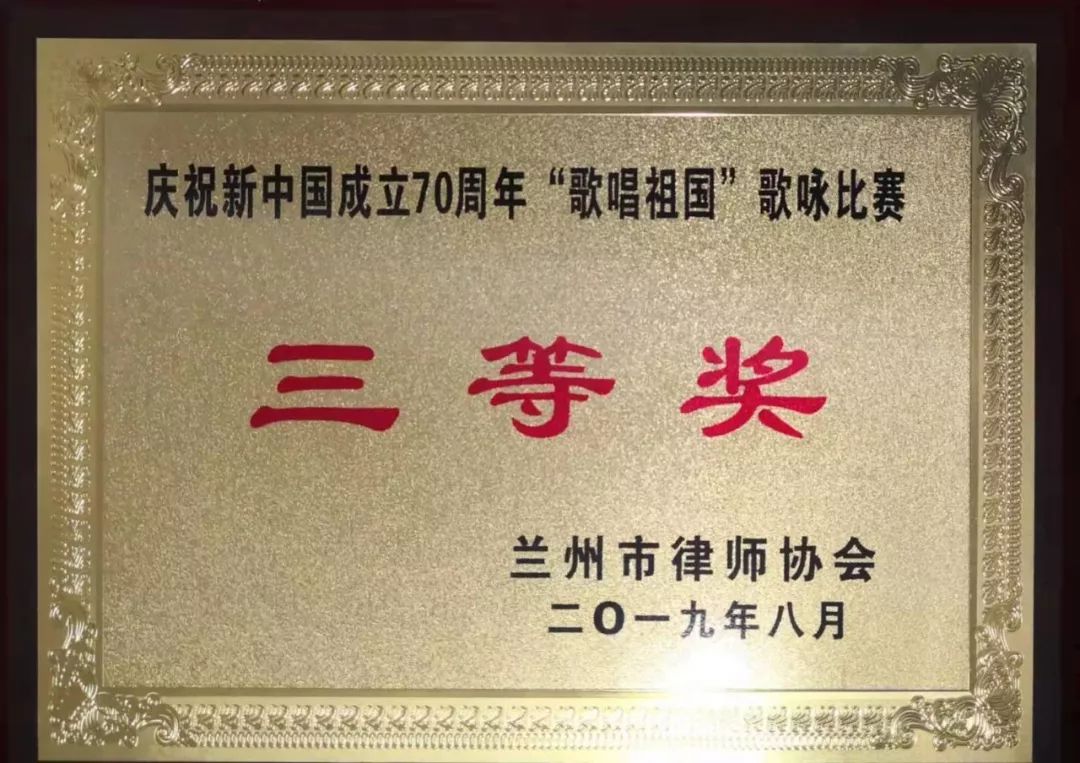 庆祝新中国成立70周年“歌唱祖国”歌咏比赛
三等奖
兰州市律师协会
二〇一九年八月